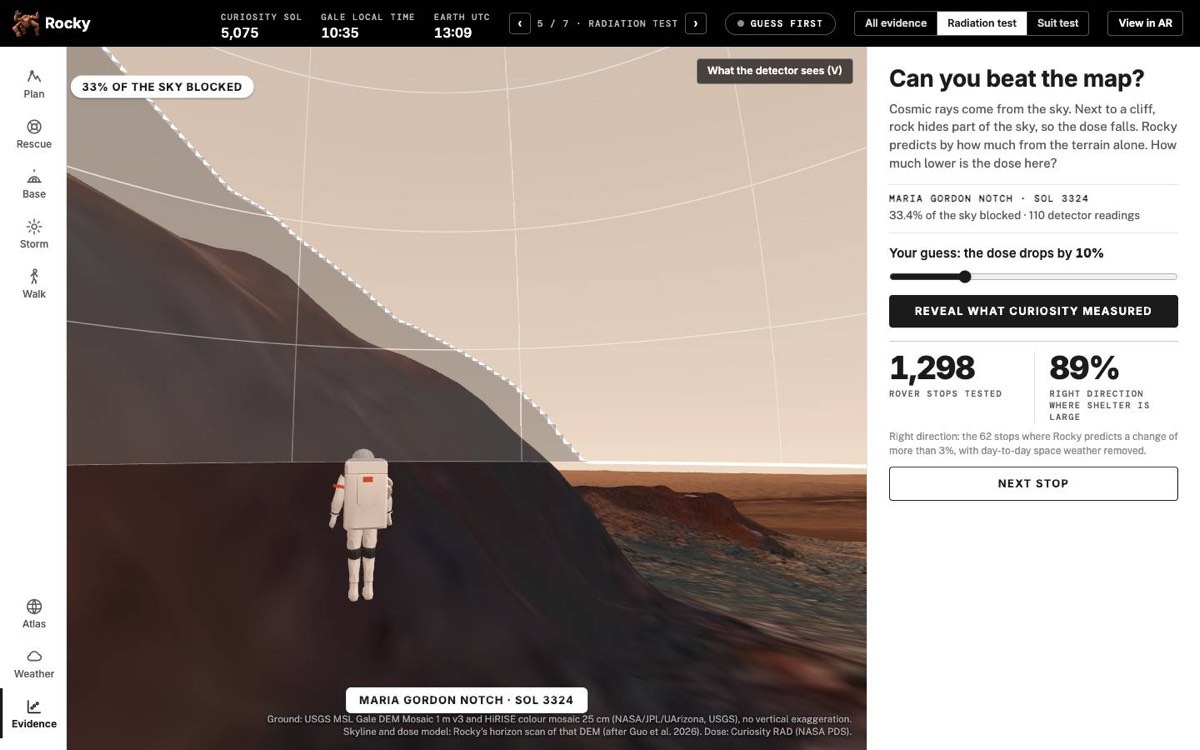 Rocky
CURIOSITY SOL
5,075
GALE LOCAL TIME
10:35
EARTH UTC
13:09
‹ 5 / 7 · RADIATION TEST ›
GUESS FIRST
All evidence
Radiation test
Suit test
View in AR
Plan
Rescue
Base
Storm
Walk
Atlas
Weather
Evidence
33% OF THE SKY BLOCKED
What the detector sees (V)
MARIA GORDON NOTCH · SOL 3324
Ground: USGS MSL Gale DEM Mosaic 1 m v3 and HiRISE colour mosaic 25 cm (NASA/JPL/UArizona, USGS), no vertical exaggeration.
Skyline and dose model: Rocky's horizon scan of that DEM (after Guo et al. 2026). Dose: Curiosity RAD (NASA PDS).
Can you beat the map?
Cosmic rays come from the sky. Next to a cliff,
rock hides part of the sky, so the dose falls. Rocky
predicts by how much from the terrain alone. How
much lower is the dose here?
MARIA GORDON NOTCH · SOL 3324
33.4% of the sky blocked · 110 detector readings
Your guess: the dose drops by 10%
REVEAL WHAT CURIOSITY MEASURED
1,298
ROVER STOPS TESTED
89%
RIGHT DIRECTION
WHERE SHELTER IS
LARGE
Right direction: the 62 stops where Rocky predicts a change of
more than 3%, with day-to-day space weather removed.
NEXT STOP